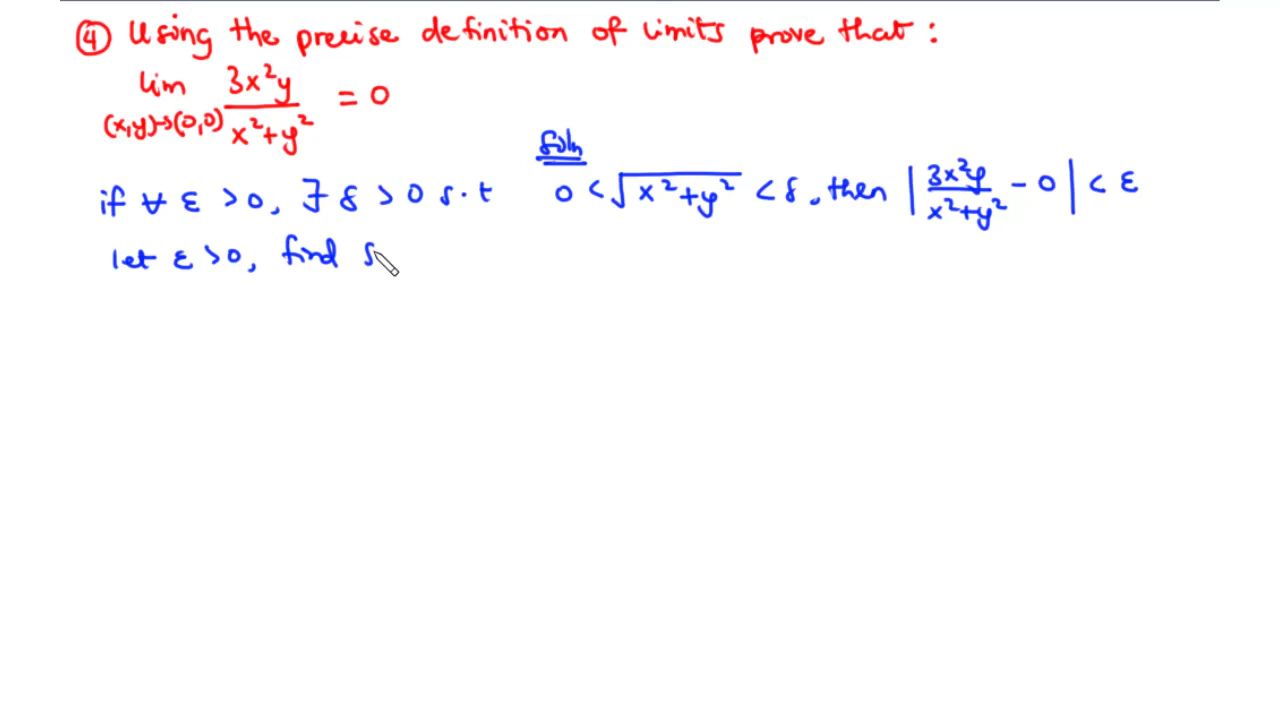 ④ Using the precise definition of limits prove that :
lim_{(x,y)→(0,0)} 3x²y / x²+y² = 0
Soln
if ∀ ε > 0, ∃ δ > 0 s.t 0 < √(x²+y²) < δ, then | 3x²y / x²+y² - 0 | < ε
let ε > 0, find δ